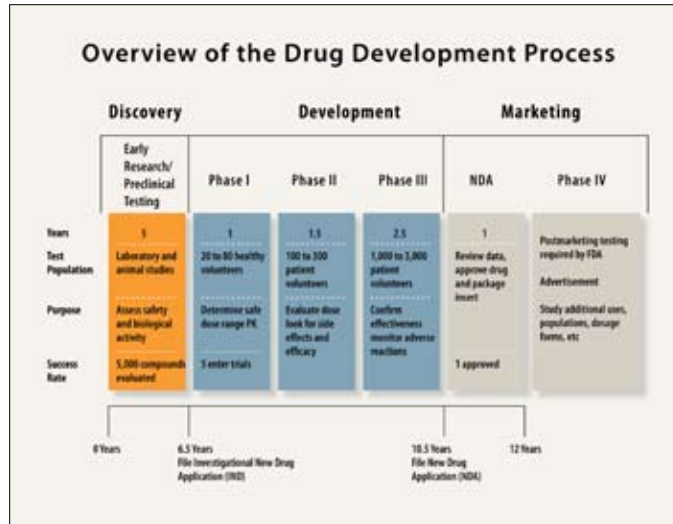 Overview of the Drug Development Process
Discovery
Development
Marketing
Early
Research/
Preclinical
Testing
Phase I
Phase II
Phase III
NDA
Phase IV
Years
5
1
1.5
2.5
1
Test
Population
Laboratory and
animal studies
20 to 80 healthy
volunteers
100 to 300
patient
volunteers
1,000 to 3,000
patient
volunteers
Review data,
approve drug
and package
insert
Postmarketing testing
required by FDA
Advertisement
Study additional uses,
populations, dosage
forms, etc
Purpose
Assess safety
and biological
activity
Determine safe
dose range PK
Evaluate dose
look for side
effects and
efficacy
Confirm
effectiveness
monitor adverse
reactions
Success
Rate
5,000 compounds
evaluated
5 enter trials
1 approved
0 Years
6.5 Years
File Investigational New Drug
Application (IND)
10.5 Years
File New Drug
Application (NDA)
12 Years